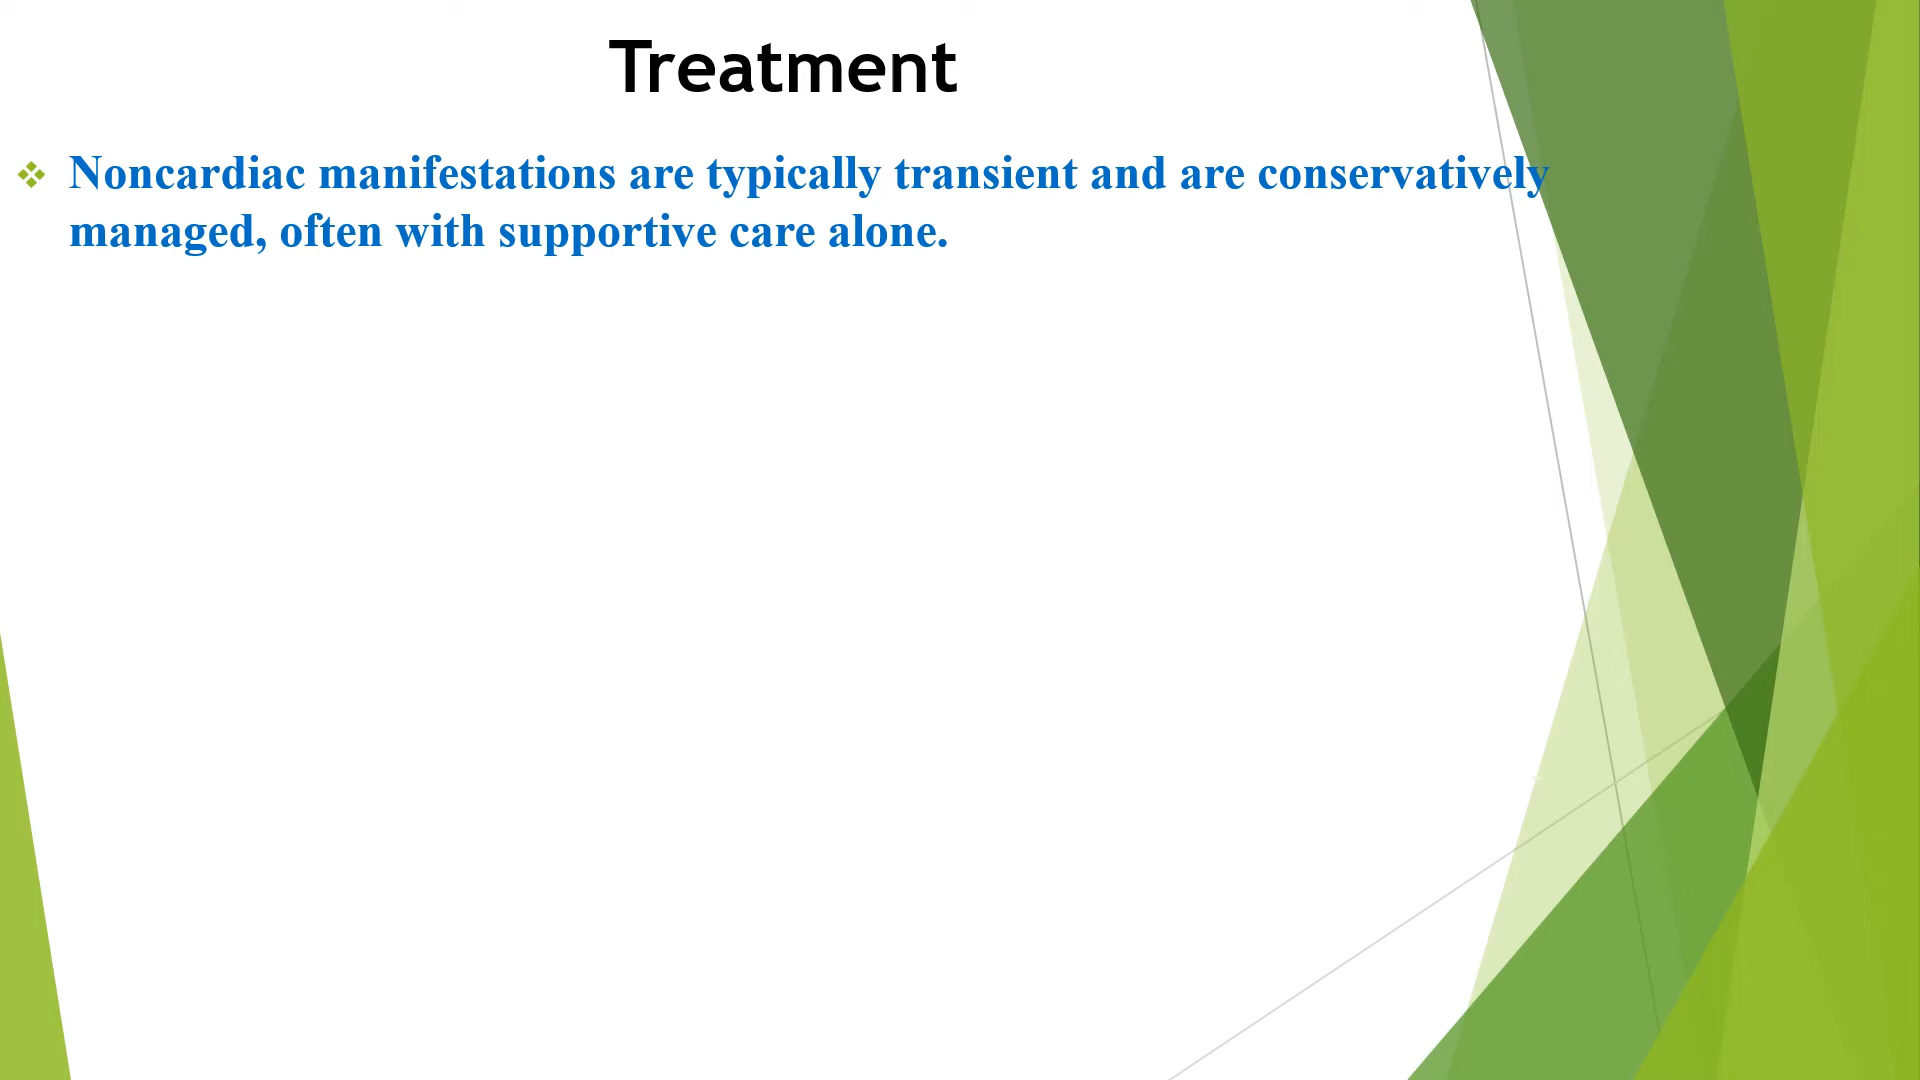 Treatment
Noncardiac manifestations are typically transient and are conservatively
managed, often with supportive care alone.